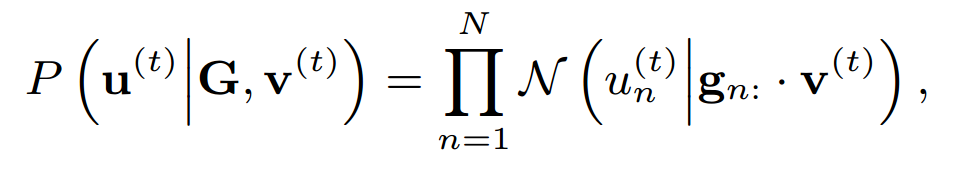 P(𝐮^{(t)}|𝐆, 𝐯^{(t)}) = ∏_{n=1}^{N} 𝒩(u_n^{(t)}|𝐠_{n:} · 𝐯^{(t)}),